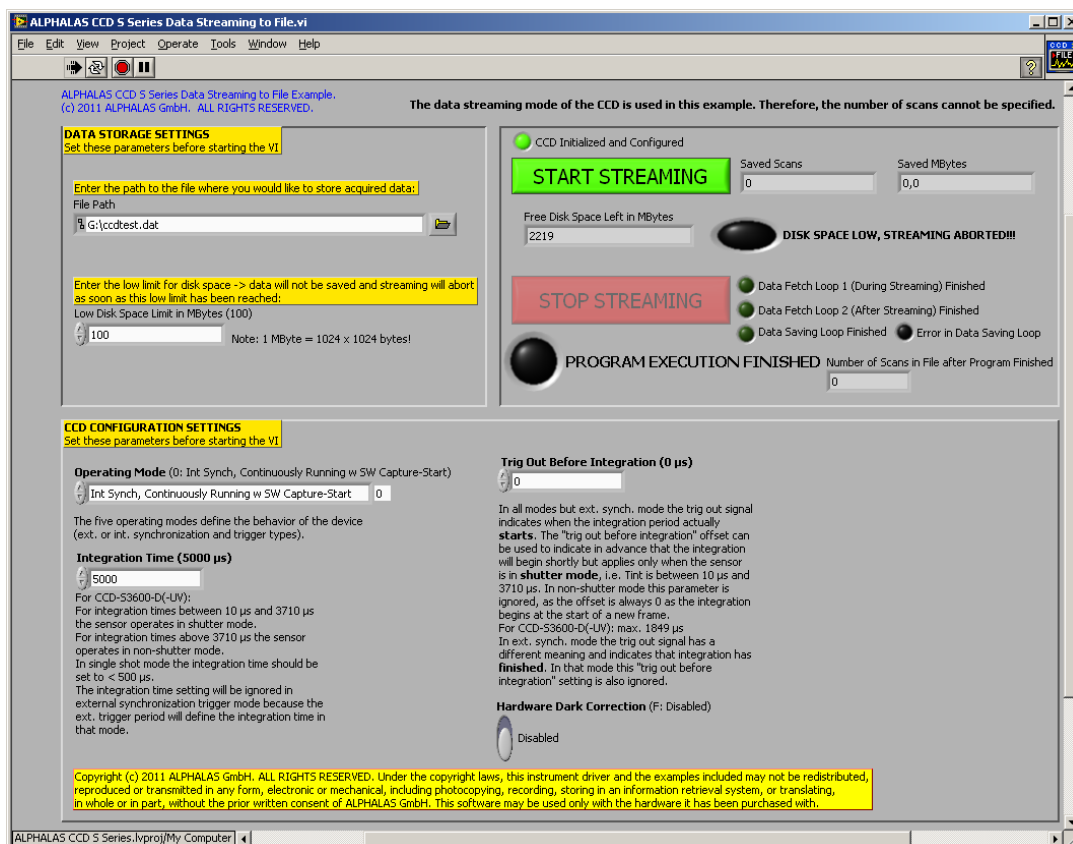 ALPHALAS CCD S Series Data Streaming to File.vi
File Edit View Project Operate Tools Window Help
CCD S
FILE
ALPHALAS CCD S Series Data Streaming to File Example.
(c) 2011 ALPHALAS GmbH. ALL RIGHTS RESERVED.
The data streaming mode of the CCD is used in this example. Therefore, the number of scans cannot be specified.
DATA STORAGE SETTINGS
Set these parameters before starting the VI
Enter the path to the file where you would like to store acquired data:
File Path
G:\ccdtest.dat
Enter the low limit for disk space -> data will not be saved and streaming will abort
as soon as this low limit has been reached:
Low Disk Space Limit in MBytes (100)
100
Note: 1 MByte = 1024 x 1024 bytes!
CCD Initialized and Configured
START STREAMING
Saved Scans
0
Saved MBytes
0,0
Free Disk Space Left in MBytes
2219
DISK SPACE LOW, STREAMING ABORTED!!!
STOP STREAMING
Data Fetch Loop 1 (During Streaming) Finished
Data Fetch Loop 2 (After Streaming) Finished
Data Saving Loop Finished
Error in Data Saving Loop
PROGRAM EXECUTION FINISHED
Number of Scans in File after Program Finished
0
CCD CONFIGURATION SETTINGS
Set these parameters before starting the VI
Operating Mode (0: Int Synch, Continuously Running w SW Capture-Start)
Int Synch, Continuously Running w SW Capture-Start 0
The five operating modes define the behavior of the device
(ext. or int. synchronization and trigger types).
Integration Time (5000 µs)
5000
For CCD-S3600-D(-UV):
For integration times between 10 µs and 3710 µs
the sensor operates in shutter mode.
For integration times above 3710 µs the sensor
operates in non-shutter mode.
In single shot mode the integration time should be
set to < 500 µs.
The integration time setting will be ignored in
external synchronization trigger mode because the
ext. trigger period will define the integration time in
that mode.
Trig Out Before Integration (0 µs)
0
In all modes but ext. synch. mode the trig out signal
indicates when the integration period actually
starts. The "trig out before integration" offset can
be used to indicate in advance that the integration
will begin shortly but applies only when the sensor
is in shutter mode, i.e. Tint is between 10 µs and
3710 µs. In non-shutter mode this parameter is
ignored, as the offset is always 0 as the integration
begins at the start of a new frame.
For CCD-S3600-D(-UV): max. 1849 µs
In ext. synch. mode the trig out signal has a
different meaning and indicates that integration has
finished. In that mode this "trig out before
integration" setting is also ignored.
Hardware Dark Correction (F: Disabled)
Disabled
Copyright (c) 2011 ALPHALAS GmbH. ALL RIGHTS RESERVED. Under the copyright laws, this instrument driver and the examples included may not be redistributed,
reproduced or transmitted in any form, electronic or mechanical, including photocopying, recording, storing in an information retrieval system, or translating,
in whole or in part, without the prior written consent of ALPHALAS GmbH. This software may be used only with the hardware it has been purchased with.
ALPHALAS CCD S Series.lvproj/My Computer